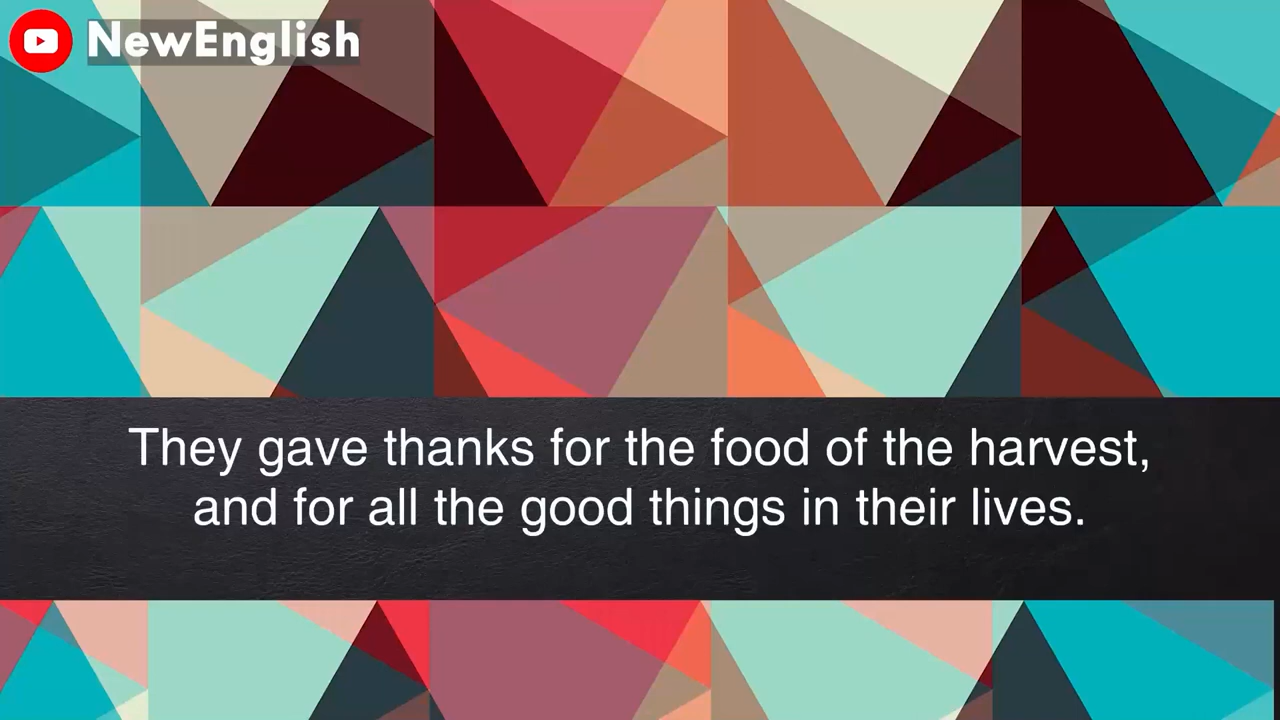 NewEnglish
They gave thanks for the food of the harvest,
and for all the good things in their lives.